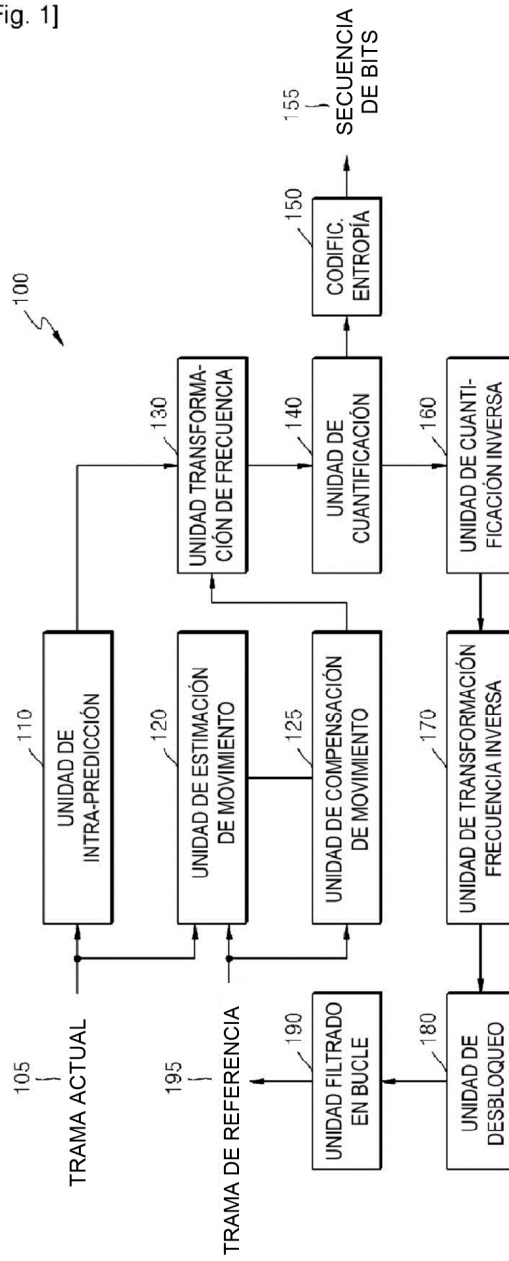 Fig. 1]
100
105
TRAMA ACTUAL
110
UNIDAD DE
INTRA-PREDICCIÓN
120
UNIDAD DE ESTIMACIÓN
DE MOVIMIENTO
195
TRAMA DE REFERENCIA
125
UNIDAD DE COMPENSACIÓN
DE MOVIMIENTO
130
UNIDAD TRANSFORMA-
CIÓN DE FRECUENCIA
140
UNIDAD DE
CUANTIFICACIÓN
150
CODIFIC.
ENTROPÍA
155
SECUENCIA
DE BITS
160
UNIDAD DE CUANTI-
FICACIÓN INVERSA
170
UNIDAD DE TRANSFORMACIÓN
FRECUENCIA INVERSA
180
UNIDAD DE
DESBLOQUEO
190
UNIDAD FILTRADO
EN BUCLE